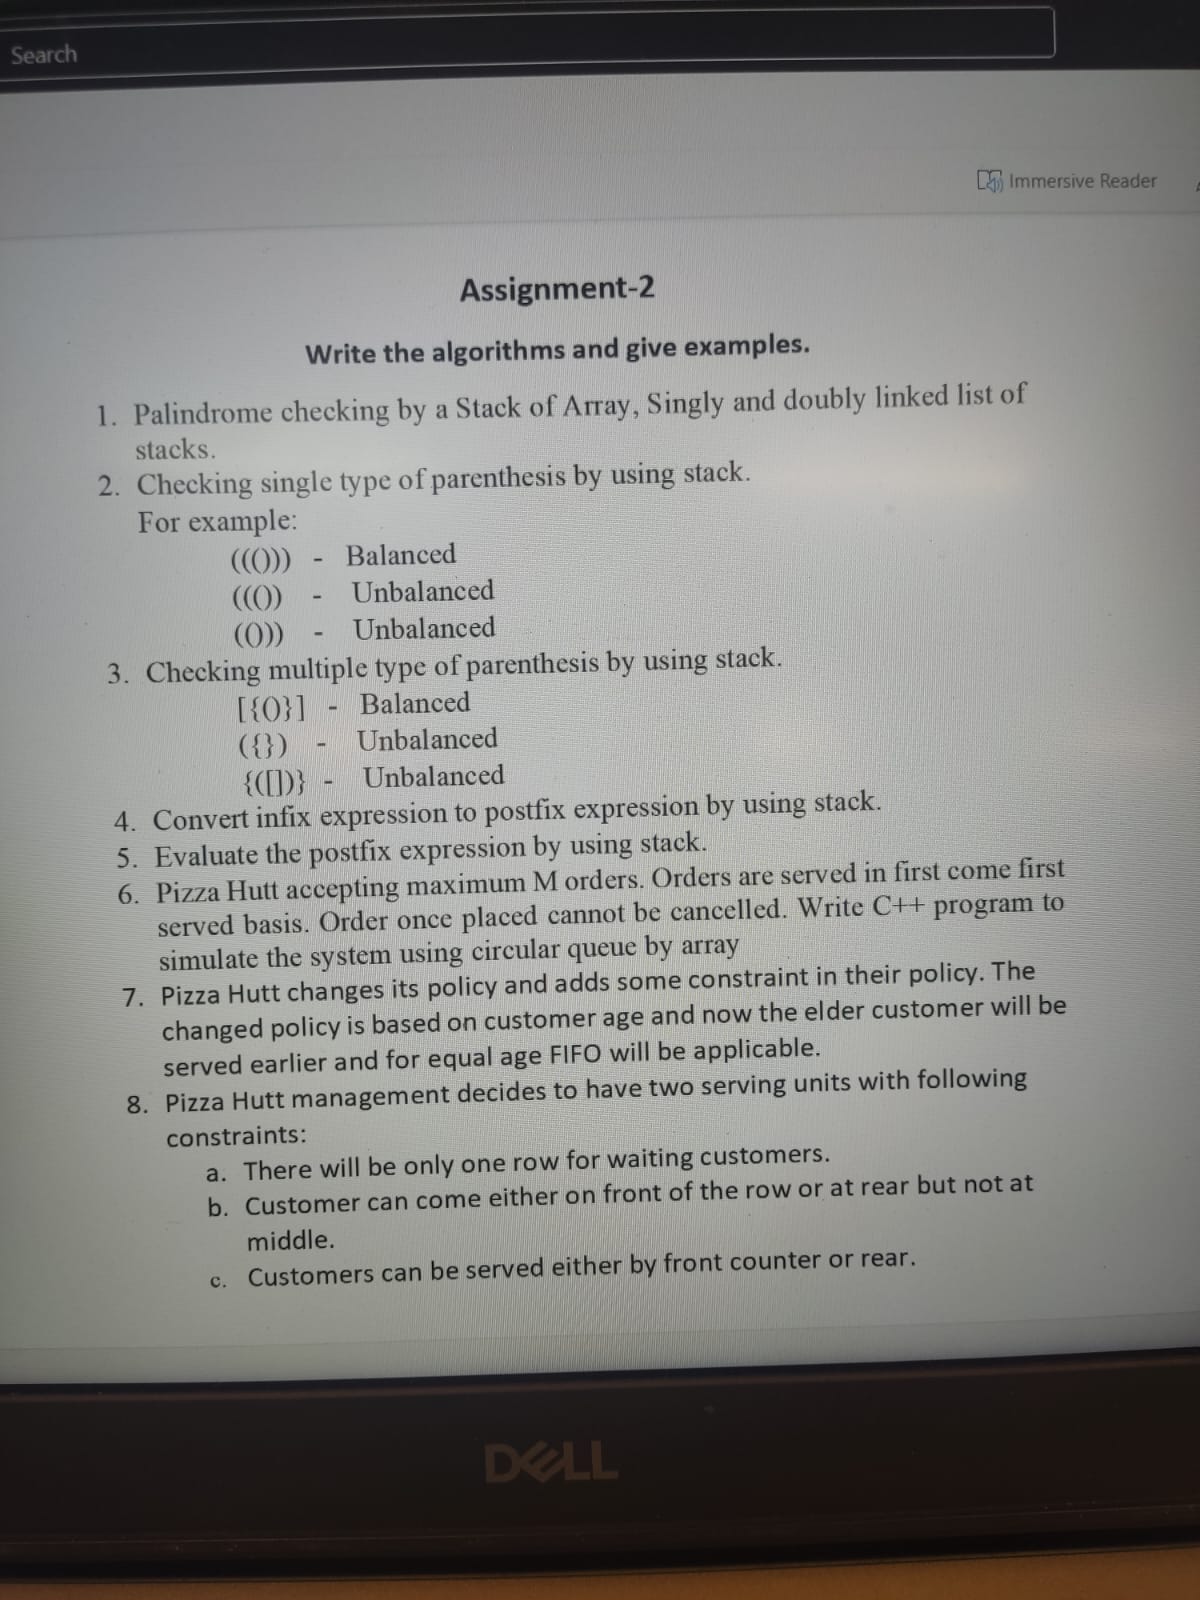 Search
Immersive Reader
Assignment-2
Write the algorithms and give examples.
1. Palindrome checking by a Stack of Array, Singly and doubly linked list of
stacks.
2. Checking single type of parenthesis by using stack.
For example:
((())) - Balanced
((()) - Unbalanced
(())) - Unbalanced
3. Checking multiple type of parenthesis by using stack.
[{()}] - Balanced
({}) - Unbalanced
{([])} - Unbalanced
4. Convert infix expression to postfix expression by using stack.
5. Evaluate the postfix expression by using stack.
6. Pizza Hutt accepting maximum M orders. Orders are served in first come first
served basis. Order once placed cannot be cancelled. Write C++ program to
simulate the system using circular queue by array
7. Pizza Hutt changes its policy and adds some constraint in their policy. The
changed policy is based on customer age and now the elder customer will be
served earlier and for equal age FIFO will be applicable.
8. Pizza Hutt management decides to have two serving units with following
constraints:
a. There will be only one row for waiting customers.
b. Customer can come either on front of the row or at rear but not at
middle.
c. Customers can be served either by front counter or rear.
DELL